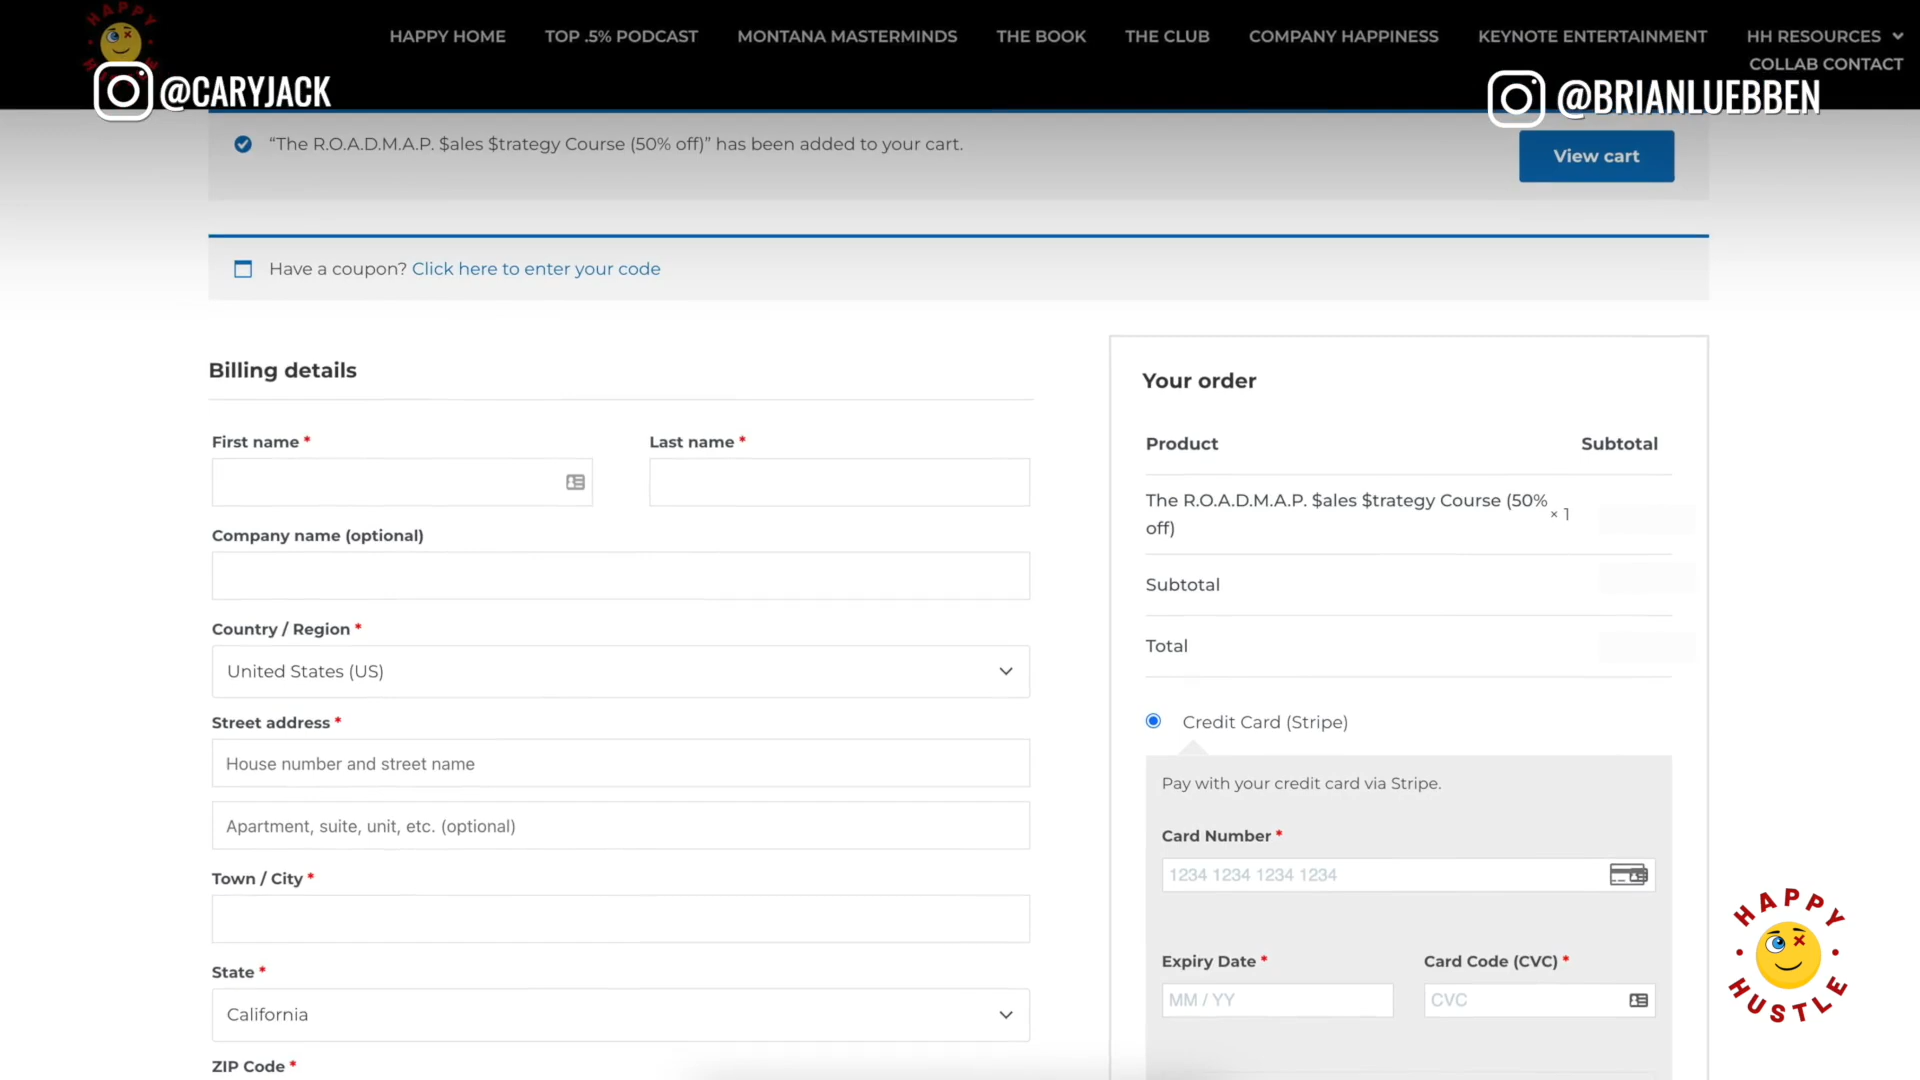 HAPPY
HAPPY HOME TOP .5% PODCAST MONTANA MASTERMINDS THE BOOK THE CLUB COMPANY HAPPINESS KEYNOTE ENTERTAINMENT HH RESOURCES
COLLAB CONTACT
@CARYJACK
@BRIANLUEBBEN
“The R.O.A.D.M.A.P. $ales $trategy Course (50% off)” has been added to your cart.
View cart
Have a coupon? Click here to enter your code
Billing details
First name *
Last name *
Company name (optional)
Country / Region *
United States (US)
Street address *
House number and street name
Apartment, suite, unit, etc. (optional)
Town / City *
State *
California
ZIP Code *
Your order
Product Subtotal
The R.O.A.D.M.A.P. $ales $trategy Course (50%
off) × 1
Subtotal
Total
Credit Card (Stripe)
Pay with your credit card via Stripe.
Card Number *
1234 1234 1234 1234
Expiry Date *
Card Code (CVC) *
MM / YY
CVC
HAPPY
HUSTLE